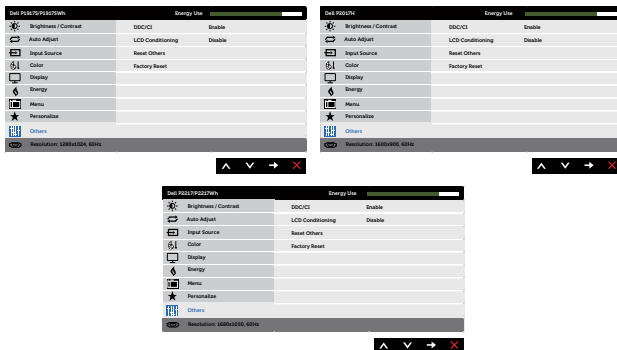 Dell P1917S/P1917SWh
Energy Use
Brightness / Contrast
DDC/CI
Enable
Auto Adjust
LCD Conditioning
Disable
Input Source
Reset Others
Color
Factory Reset
Display
Energy
Menu
Personalize
Others
Resolution: 1280x1024, 60Hz
Dell P2017H
Energy Use
Brightness / Contrast
DDC/CI
Enable
Auto Adjust
LCD Conditioning
Disable
Input Source
Reset Others
Color
Factory Reset
Display
Energy
Menu
Personalize
Others
Resolution: 1600x900, 60Hz
Dell P2217/P2217Wh
Energy Use
Brightness / Contrast
DDC/CI
Enable
Auto Adjust
LCD Conditioning
Disable
Input Source
Reset Others
Color
Factory Reset
Display
Energy
Menu
Personalize
Others
Resolution: 1680x1050, 60Hz